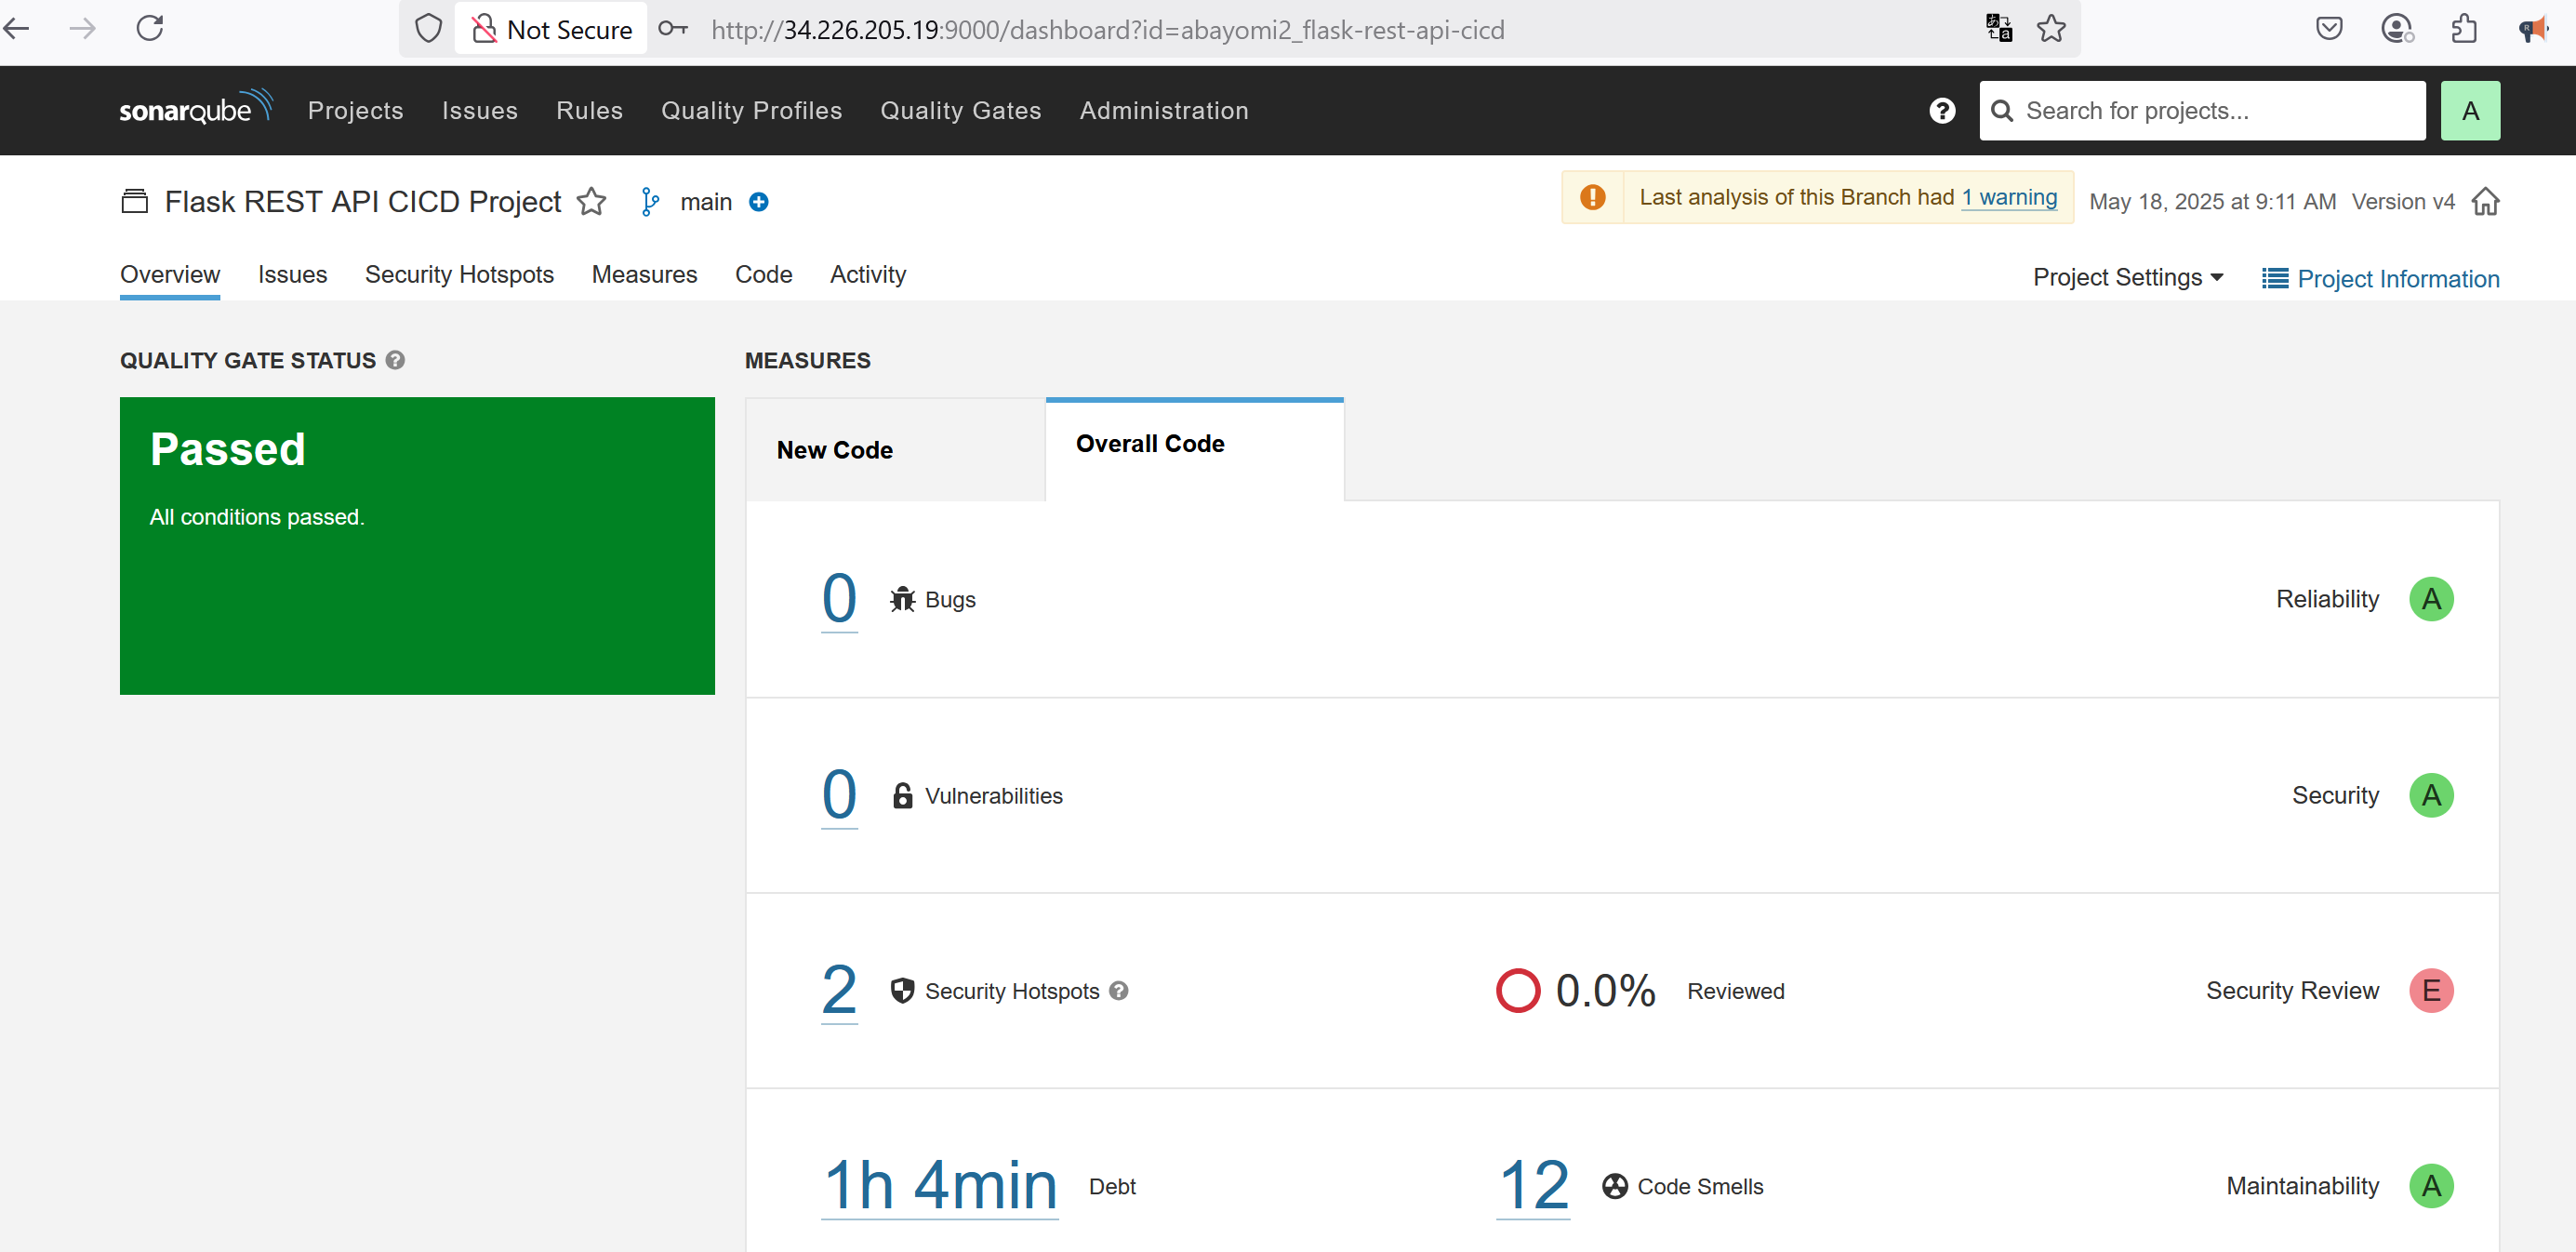 Not Secure http://34.226.205.19:9000/dashboard?id=abayomi2_flask-rest-api-cicd
sonarqube Projects Issues Rules Quality Profiles Quality Gates Administration ? Search for projects... A
Flask REST API CICD Project main Last analysis of this Branch had 1 warning May 18, 2025 at 9:11 AM Version v4
Overview Issues Security Hotspots Measures Code Activity Project Settings Project Information
QUALITY GATE STATUS ?
Passed
All conditions passed.
MEASURES
New Code Overall Code
0 Bugs Reliability A
0 Vulnerabilities Security A
2 Security Hotspots ? 0.0% Reviewed Security Review E
1h 4min Debt 12 Code Smells Maintainability A